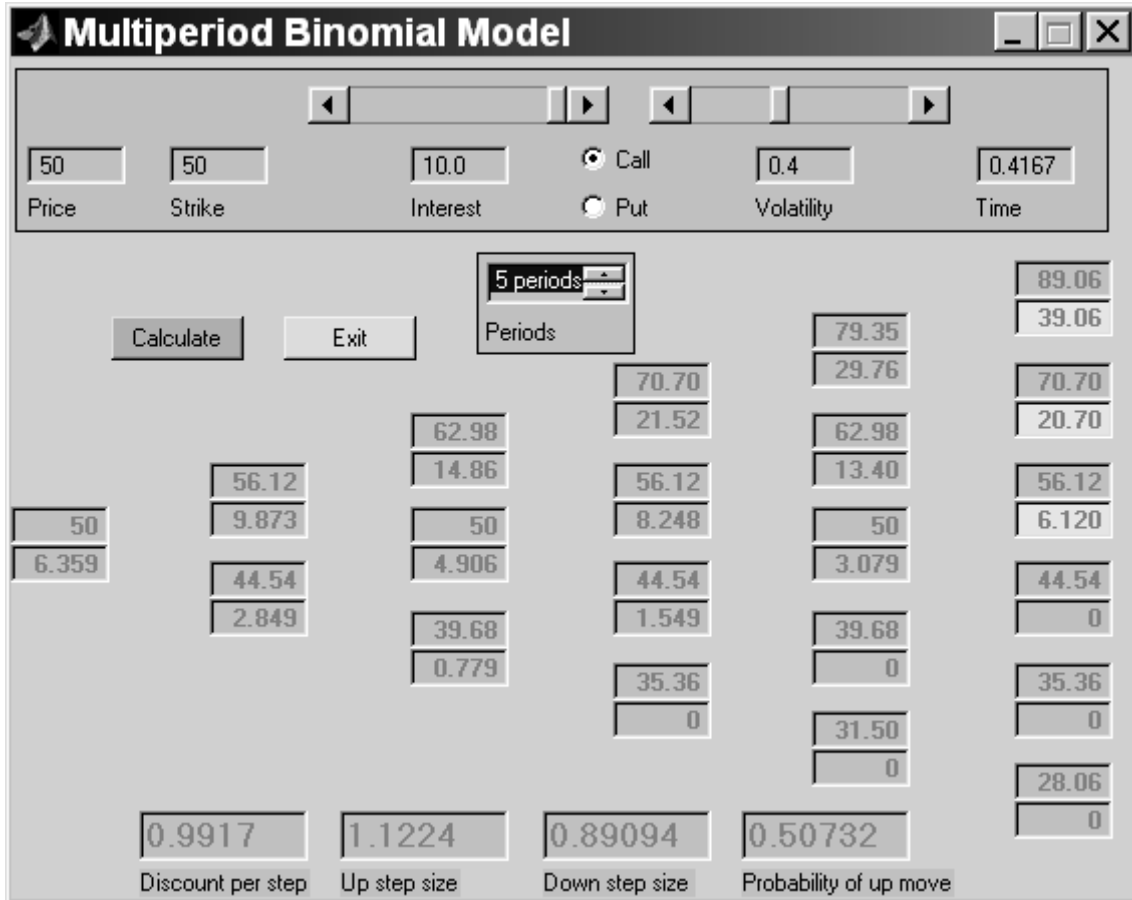 Multiperiod Binomial Model
50 50 10.0 Call 0.4 0.4167
Price Strike Interest Put Volatility Time
5 periods
Periods
Calculate Exit
89.06
39.06
79.35
29.76
70.70 70.70
21.52 20.70
62.98 62.98
14.86 13.40
56.12 56.12 56.12
9.873 8.248 6.120
50 50 50
6.359 4.906 3.079
44.54 44.54 44.54
2.849 1.549 0
39.68 39.68
0.779 0
35.36 35.36
0 0
31.50
0
28.06
0
0.9917 1.1224 0.89094 0.50732
Discount per step Up step size Down step size Probability of up move